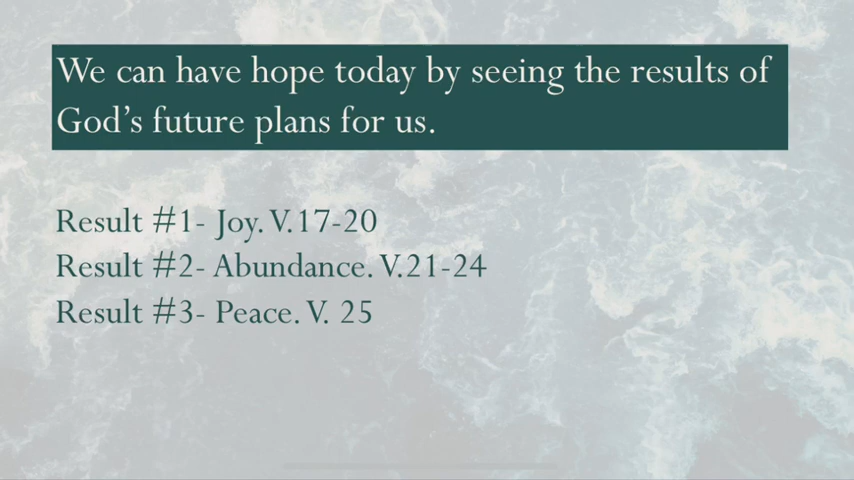 We can have hope today by seeing the results of
God's future plans for us.
Result #1- Joy. V.17-20
Result #2- Abundance. V.21-24
Result #3- Peace. V. 25